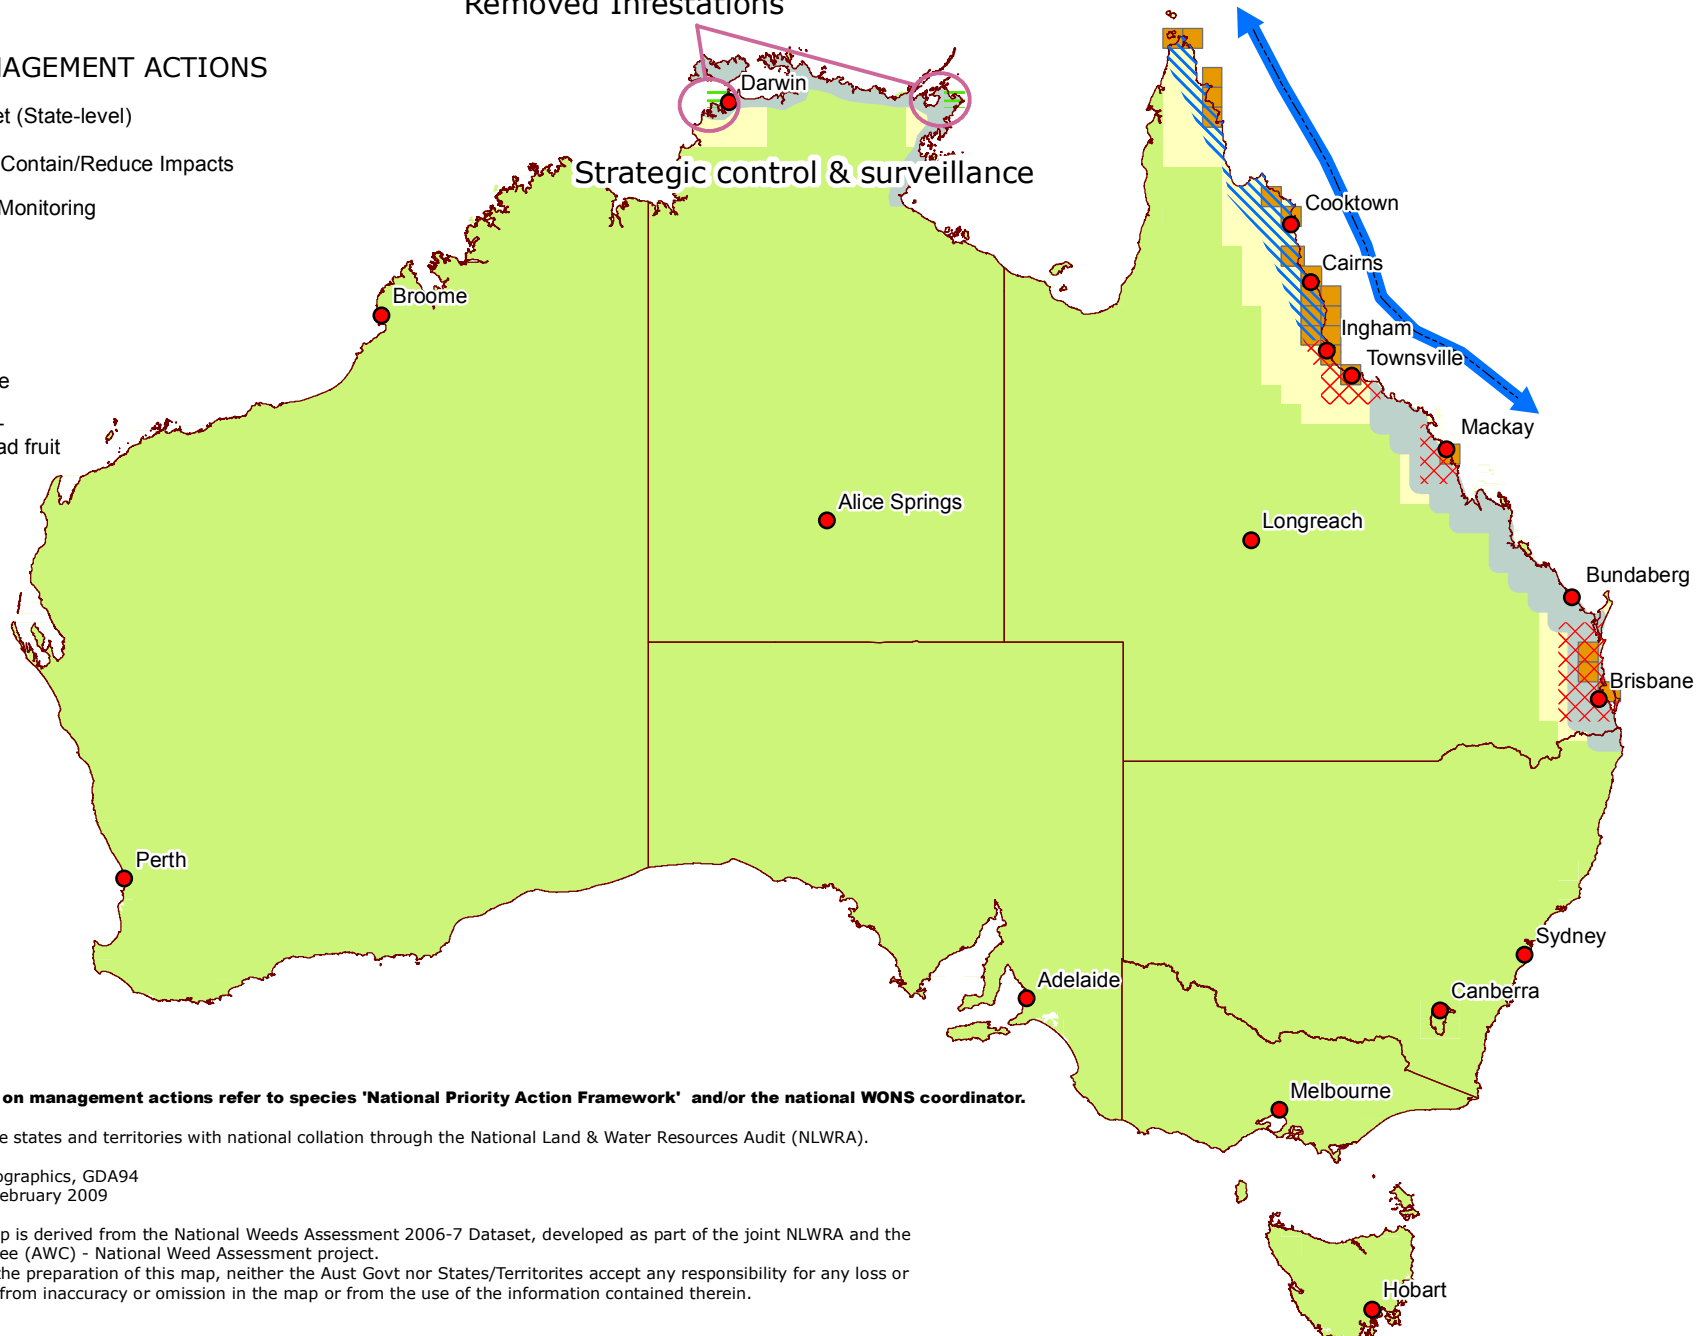 Removed Infestations
NAGEMENT ACTIONS
et (State-level)
Contain/Reduce Impacts
Monitoring
e
ad fruit
Darwin
Strategic control & surveillance
Cooktown
Cairns
Broome
Ingham
Townsville
Mackay
Alice Springs
Longreach
Bundaberg
Brisbane
Perth
Sydney
Adelaide
Canberra
Melbourne
on management actions refer to species 'National Priority Action Framework' and/or the national WONS coordinator.
e states and territories with national collation through the National Land & Water Resources Audit (NLWRA).
ographics, GDA94
ebruary 2009
p is derived from the National Weeds Assessment 2006-7 Dataset, developed as part of the joint NLWRA and the
ee (AWC) - National Weed Assessment project.
the preparation of this map, neither the Aust Govt nor States/Territorites accept any responsibility for any loss or
from inaccuracy or omission in the map or from the use of the information contained therein.
Hobart